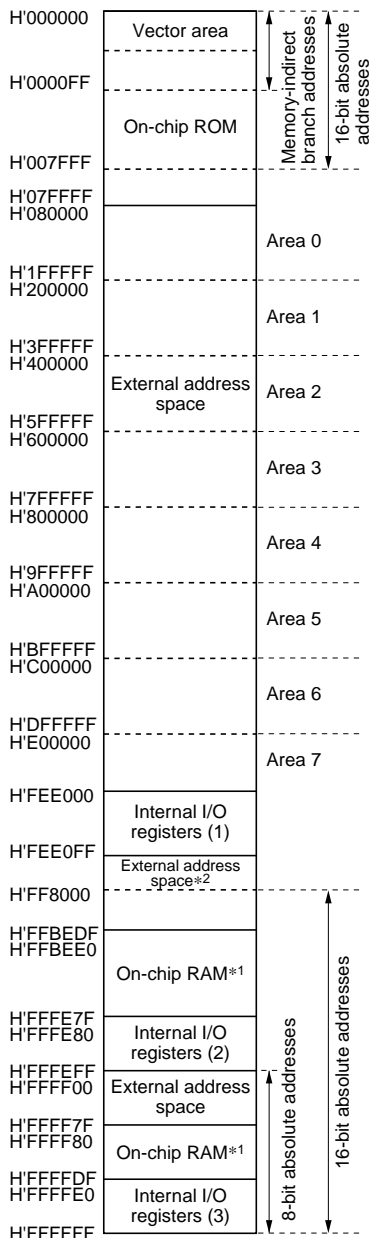 H'000000
Vector area
H'0000FF
Memory-indirect
branch addresses
16-bit absolute
addresses
On-chip ROM
H'007FFF
H'07FFFF
H'080000
Area 0
H'1FFFFF
H'200000
Area 1
H'3FFFFF
H'400000
External address
space
Area 2
H'5FFFFF
H'600000
Area 3
H'7FFFFF
H'800000
Area 4
H'9FFFFF
H'A00000
Area 5
H'BFFFFF
H'C00000
Area 6
H'DFFFFF
H'E00000
Area 7
H'FEE000
Internal I/O
registers (1)
H'FEE0FF
External address
space*2
H'FF8000
H'FFBEDF
H'FFBEE0
On-chip RAM*1
H'FFFE7F
H'FFFE80
Internal I/O
registers (2)
H'FFFEFF
H'FFFF00
External address
space
8-bit absolute addresses
16-bit absolute addresses
H'FFFF7F
H'FFFF80
On-chip RAM*1
H'FFFFDF
H'FFFFE0
Internal I/O
registers (3)
H'FFFFFF